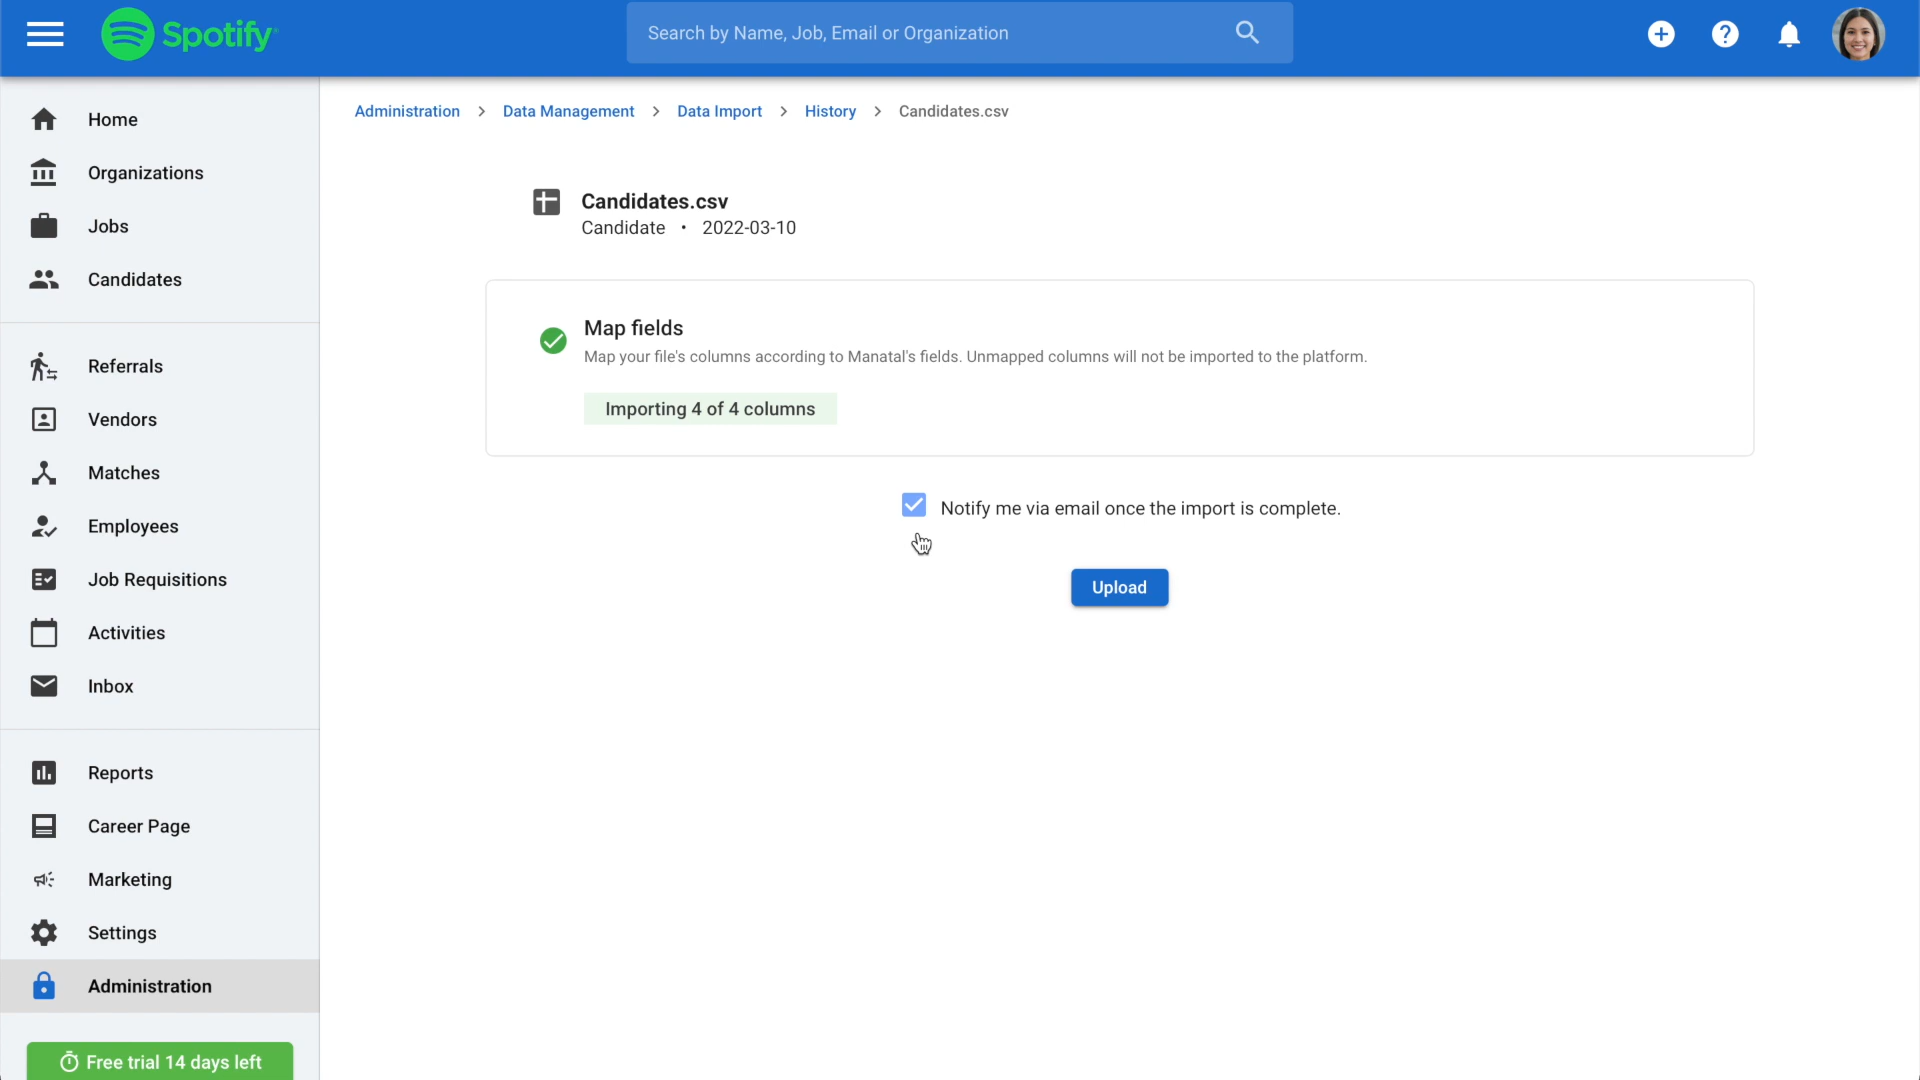 Spotify
Search by Name, Job, Email or Organization
Home
Organizations
Jobs
Candidates
Referrals
Vendors
Matches
Employees
Job Requisitions
Activities
Inbox
Reports
Career Page
Marketing
Settings
Administration
Free trial 14 days left
Administration > Data Management > Data Import > History > Candidates.csv
Candidates.csv
Candidate • 2022-03-10
Map fields
Map your file's columns according to Manatal's fields. Unmapped columns will not be imported to the platform.
Importing 4 of 4 columns
Notify me via email once the import is complete.
Upload